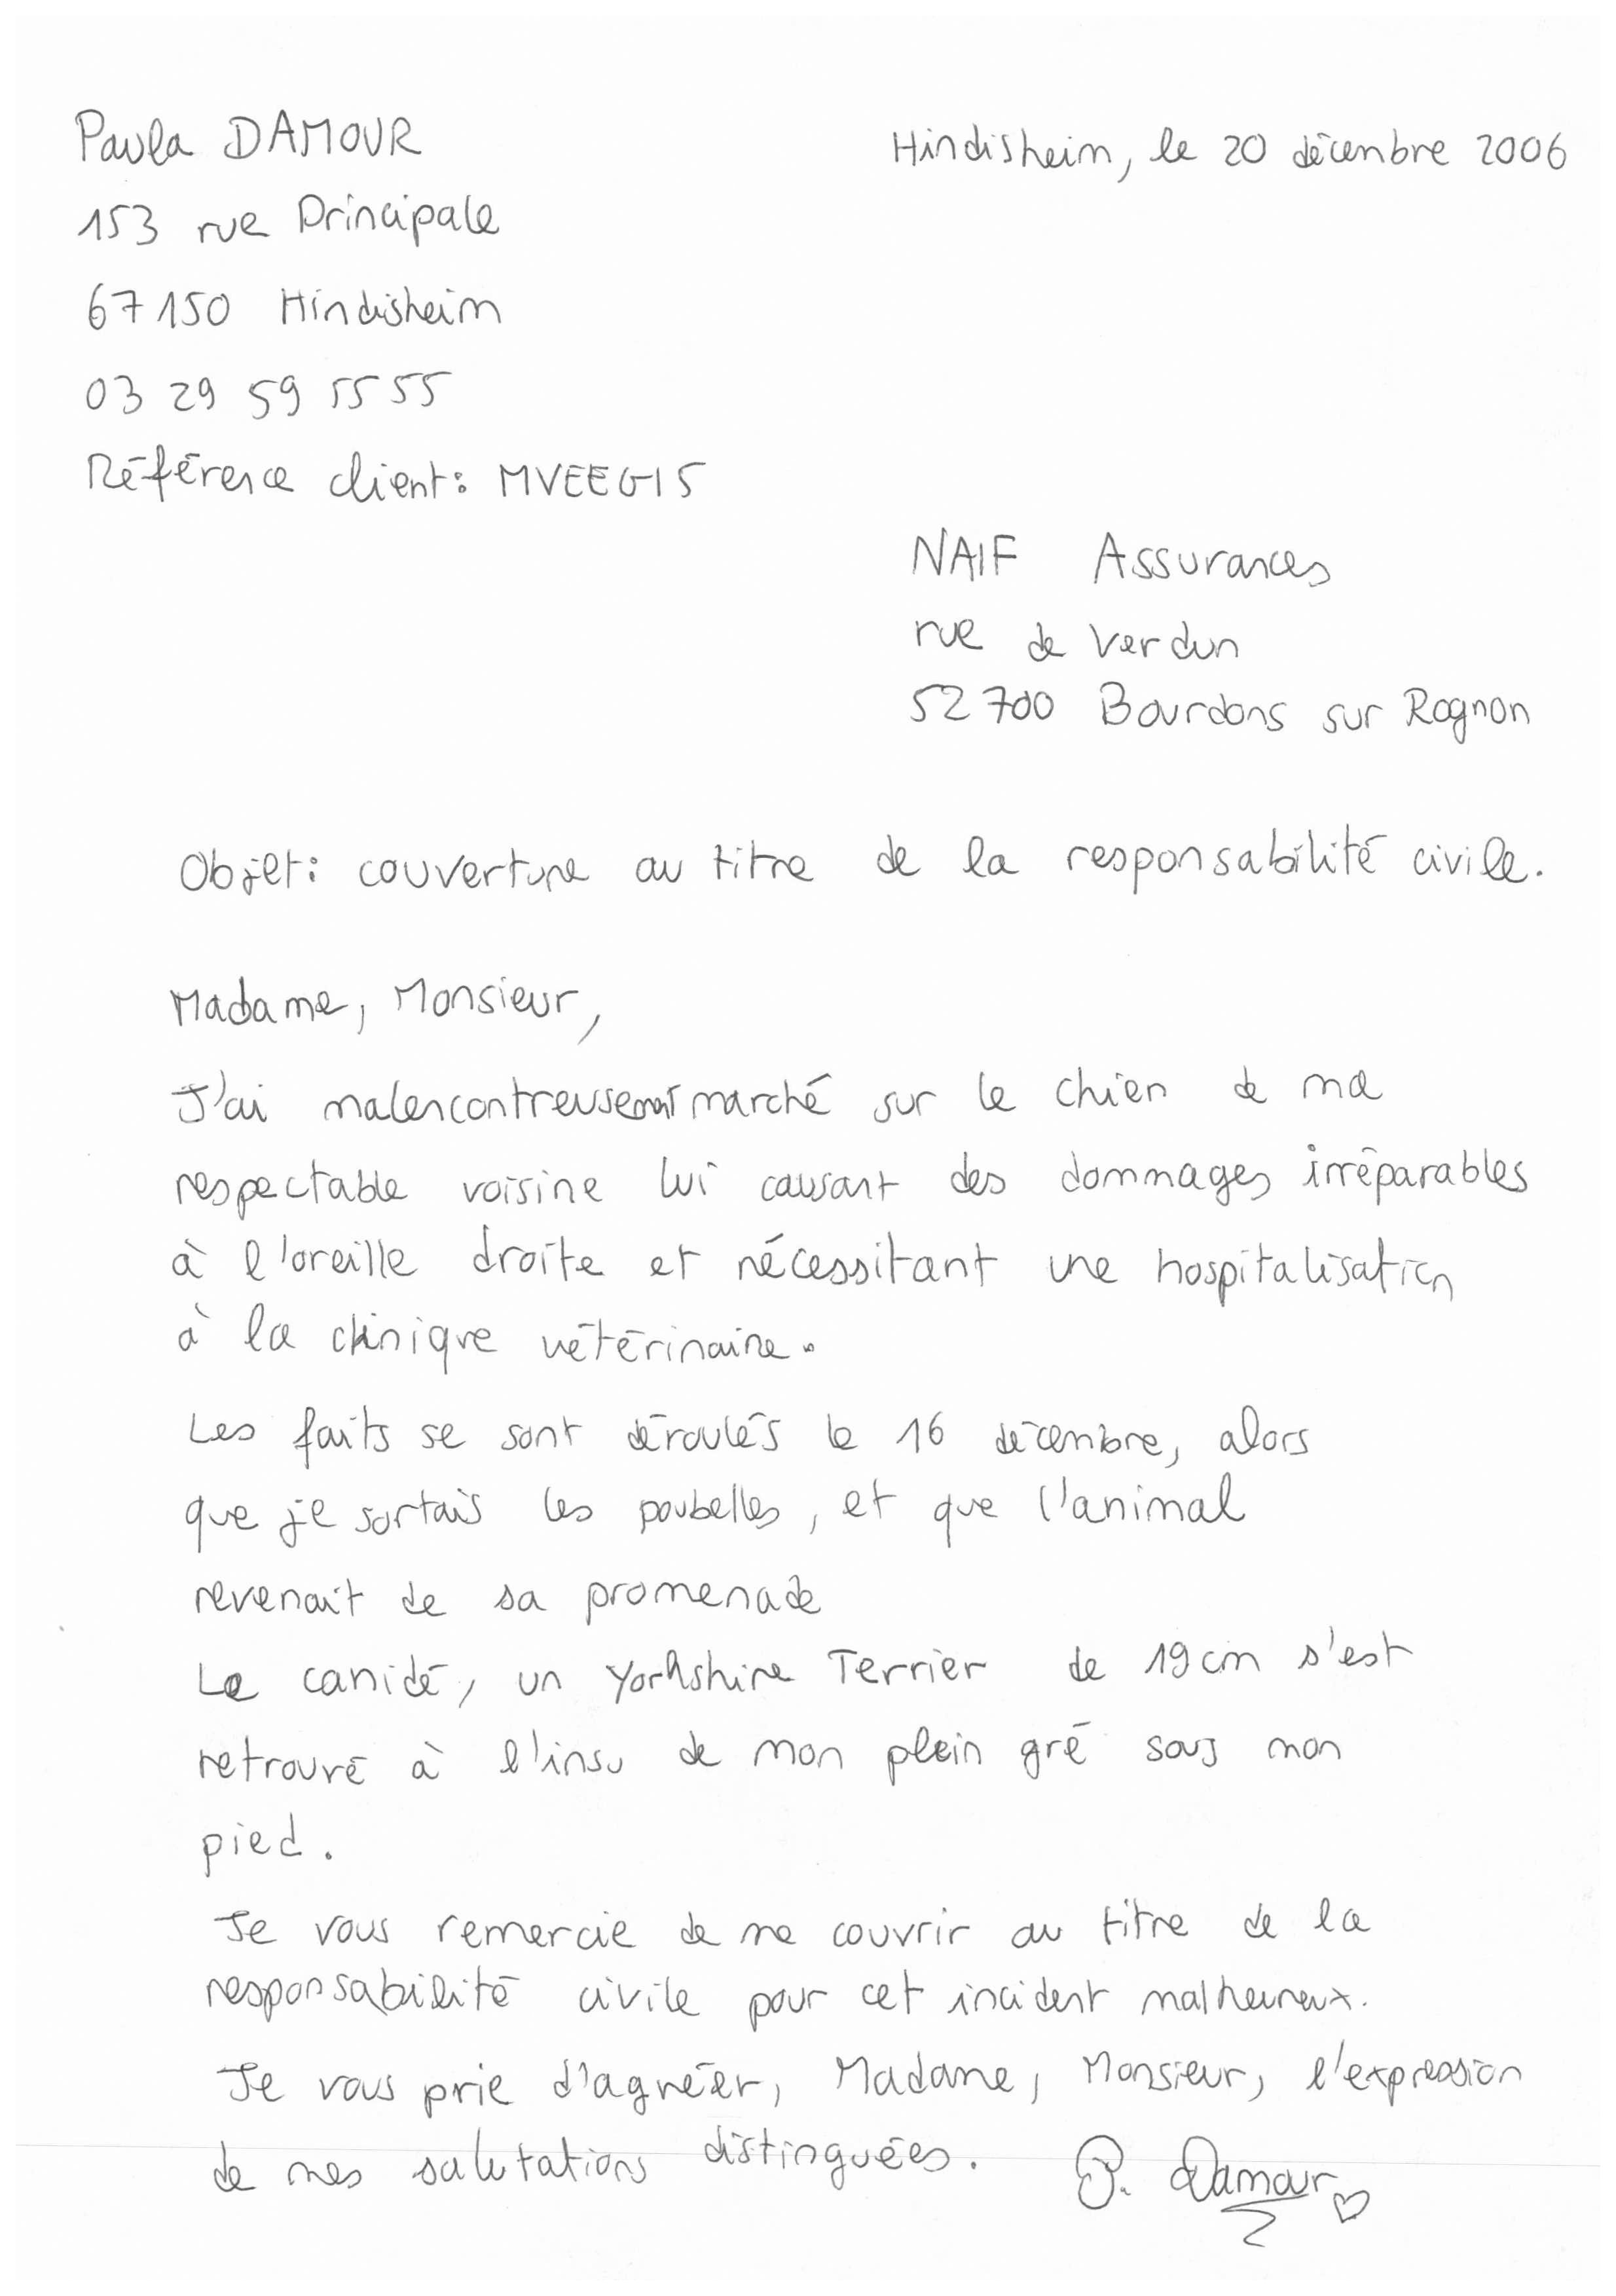 Paula DAMOUR
Hindisheim, le 20 décembre 2006
153 rue Principale
67150 Hindisheim
03 29 59 55 55
Référence client: MVEEG15
NAIF Assurances
rue de Verdun
52700 Bourdons sur Rognon
Objet: couverture au titre de la responsabilité civile.
Madame, Monsieur,
J'ai malencontreusement marché sur le chien de ma
respectable voisine lui causant des dommages irréparables
à l'oreille droite et nécessitant une hospitalisation
à la clinique vétérinaire.
Les faits se sont déroulés le 16 décembre, alors
que je sortais les poubelles, et que l'animal
revenait de sa promenade
Le canidé, un Yorkshire Terrier de 19cm s'est
retrouvé à l'insu de mon plein gré sous mon
pied.
Je vous remercie de me couvrir au titre de la
responsabilité civile pour cet incident malheureux.
Je vous prie d'agréer, Madame, Monsieur, l'expression
de mes salutations distinguées. P. Damour